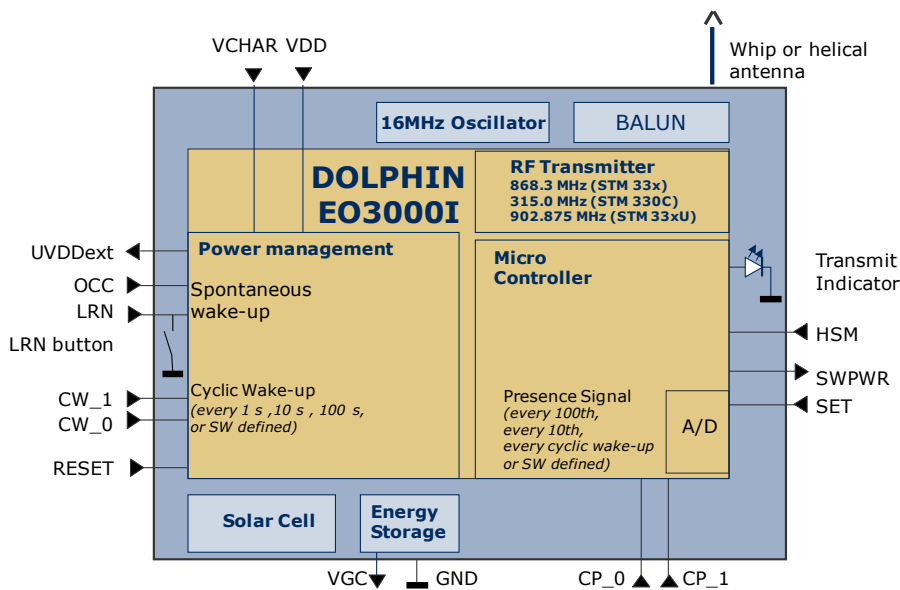 VCHAR VDD
Whip or helical
antenna
16MHz Oscillator
BALUN
DOLPHIN
EO3000I
RF Transmitter
868.3 MHz (STM 33x)
315.0 MHz (STM 330C)
902.875 MHz (STM 33xU)
UVDDext
OCC
LRN
LRN button
CW_1
CW_0
RESET
Power management
Spontaneous
wake-up
Cyclic Wake-up
(every 1 s ,10 s , 100 s,
or SW defined)
Micro
Controller
Presence Signal
(every 100th,
every 10th,
every cyclic wake-up
or SW defined)
A/D
Transmit
Indicator
HSM
SWPWR
SET
Solar Cell
Energy
Storage
VGC
GND
CP_0
CP_1